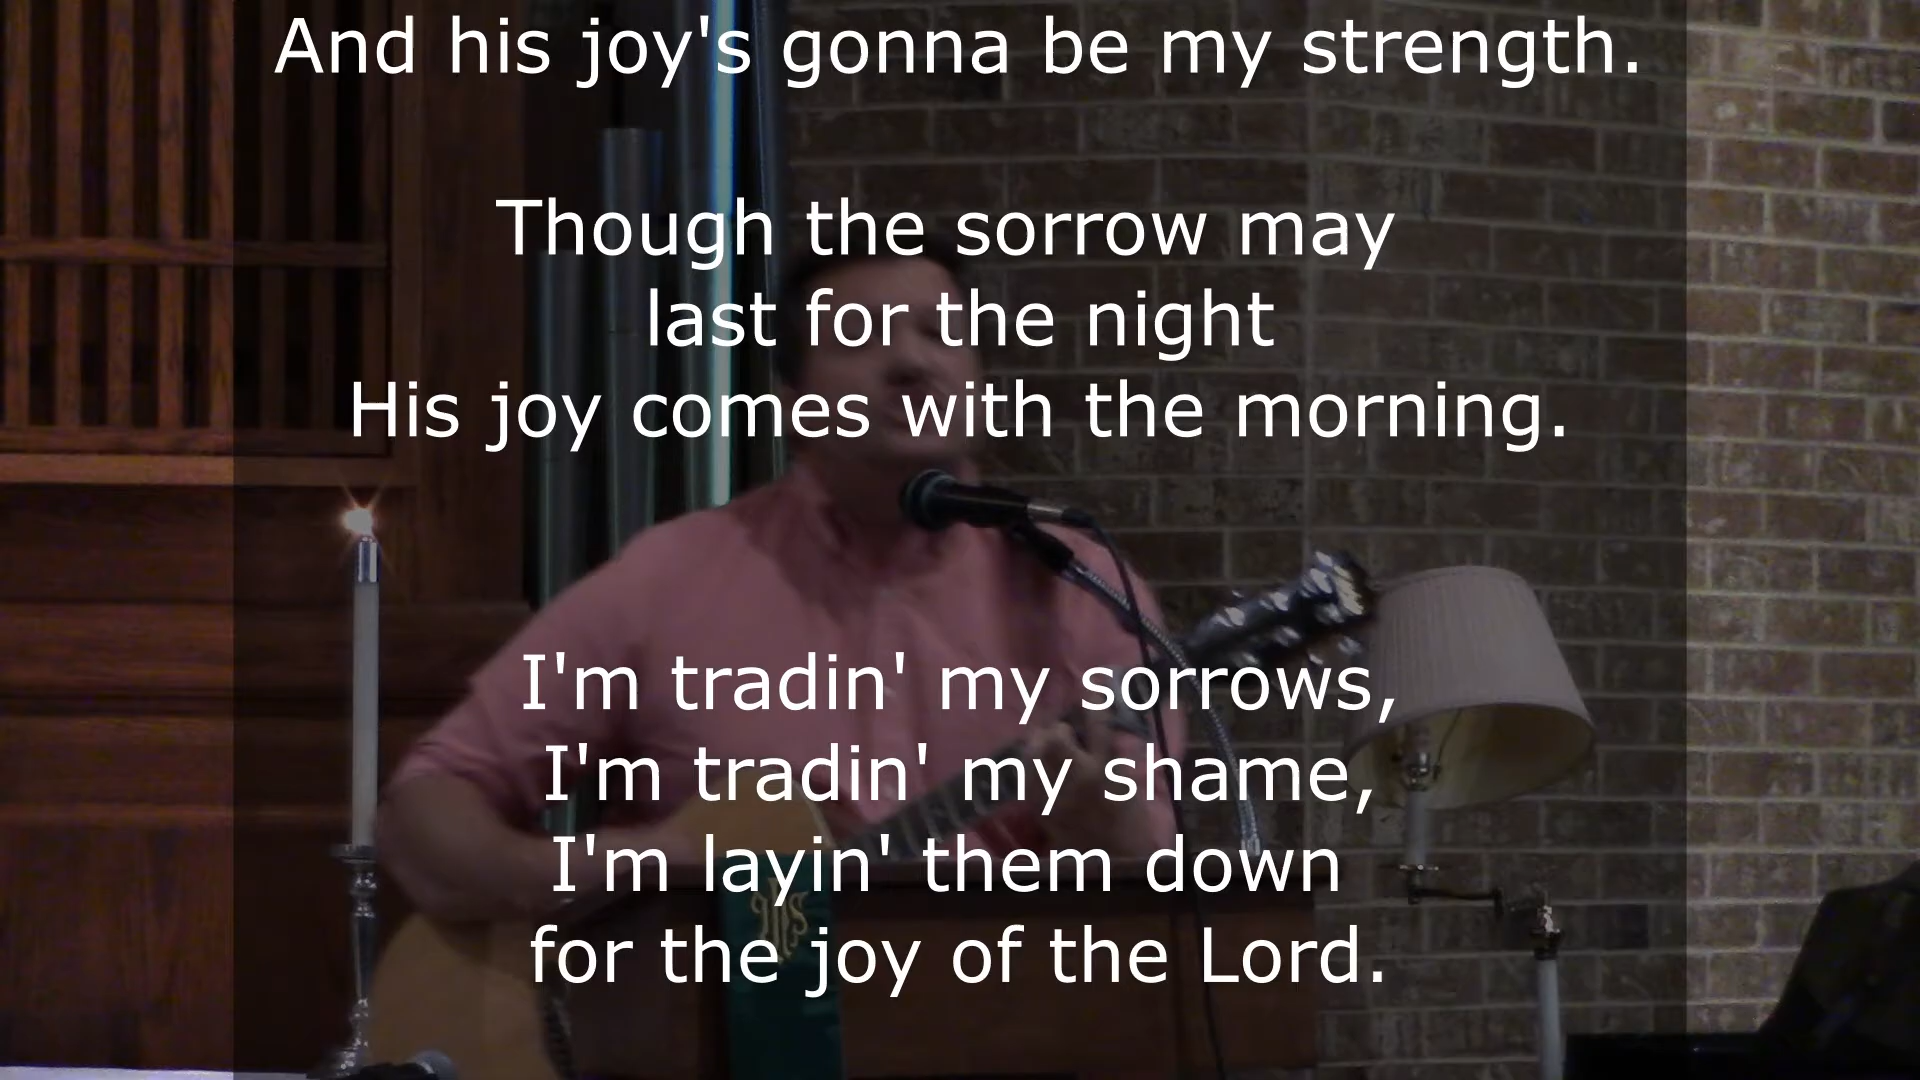 And his joy's gonna be my strength.
Though the sorrow may
last for the night
His joy comes with the morning.
I'm tradin' my sorrows,
I'm tradin' my shame,
I'm layin' them down
for the joy of the Lord.
IHS